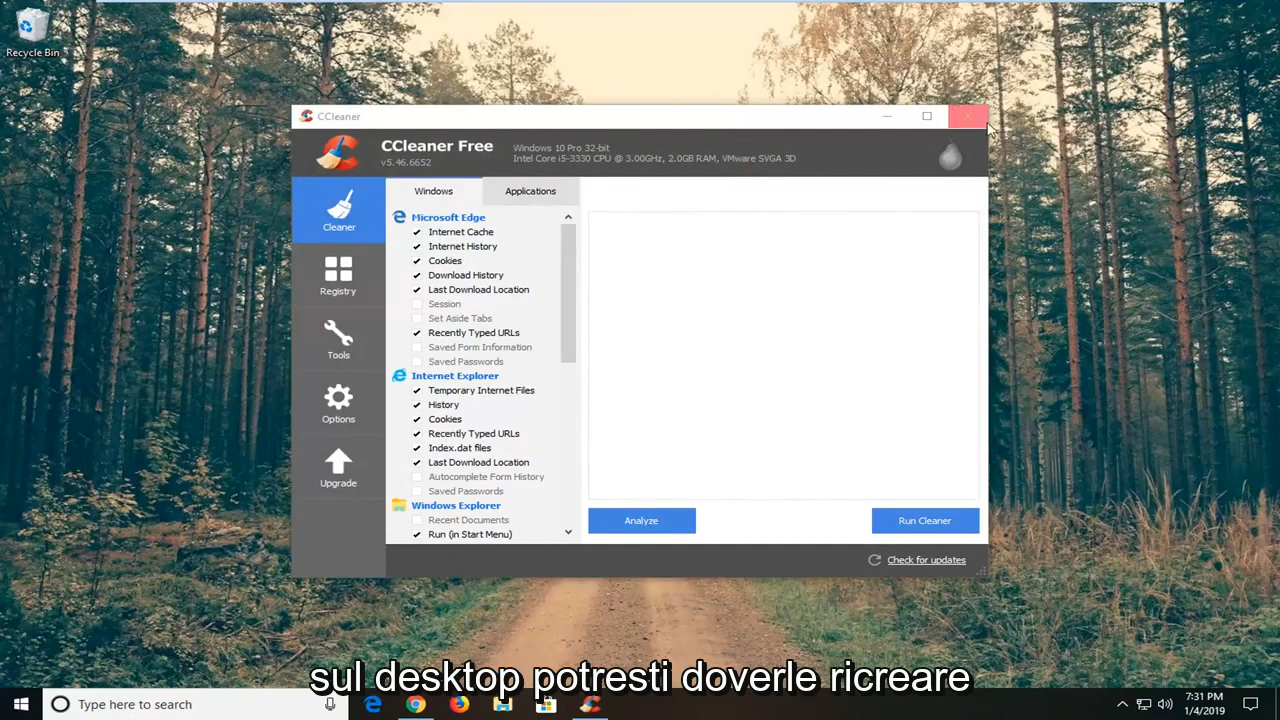 Recycle Bin
CCleaner
CCleaner Free
v5.46.6652
Windows 10 Pro 32-bit
Intel Core i5-3330 CPU @ 3.00GHz, 2.0GB RAM, VMware SVGA 3D
Cleaner
Registry
Tools
Options
Upgrade
Windows
Applications
Microsoft Edge
Internet Cache
Internet History
Cookies
Download History
Last Download Location
Session
Set Aside Tabs
Recently Typed URLs
Saved Form Information
Saved Passwords
Internet Explorer
Temporary Internet Files
History
Cookies
Recently Typed URLs
Index.dat files
Last Download Location
Autocomplete Form History
Saved Passwords
Windows Explorer
Recent Documents
Run (in Start Menu)
Analyze
Run Cleaner
Check for updates
sul desktop potresti doverle ricreare
Type here to search
7:31 PM
1/4/2019